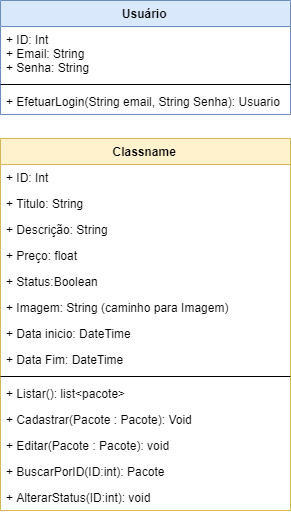 Usuário
+ ID: Int
+ Email: String
+ Senha: String
+ EfetuarLogin(String email, String Senha): Usuario
Classname
+ ID: Int
+ Titulo: String
+ Descrição: String
+ Preço: float
+ Status:Boolean
+ Imagem: String (caminho para Imagem)
+ Data inicio: DateTime
+ Data Fim: DateTime
+ Listar(): list<pacote>
+ Cadastrar(Pacote : Pacote): Void
+ Editar(Pacote : Pacote): void
+ BuscarPorID(ID:int): Pacote
+ AlterarStatus(ID:int): void